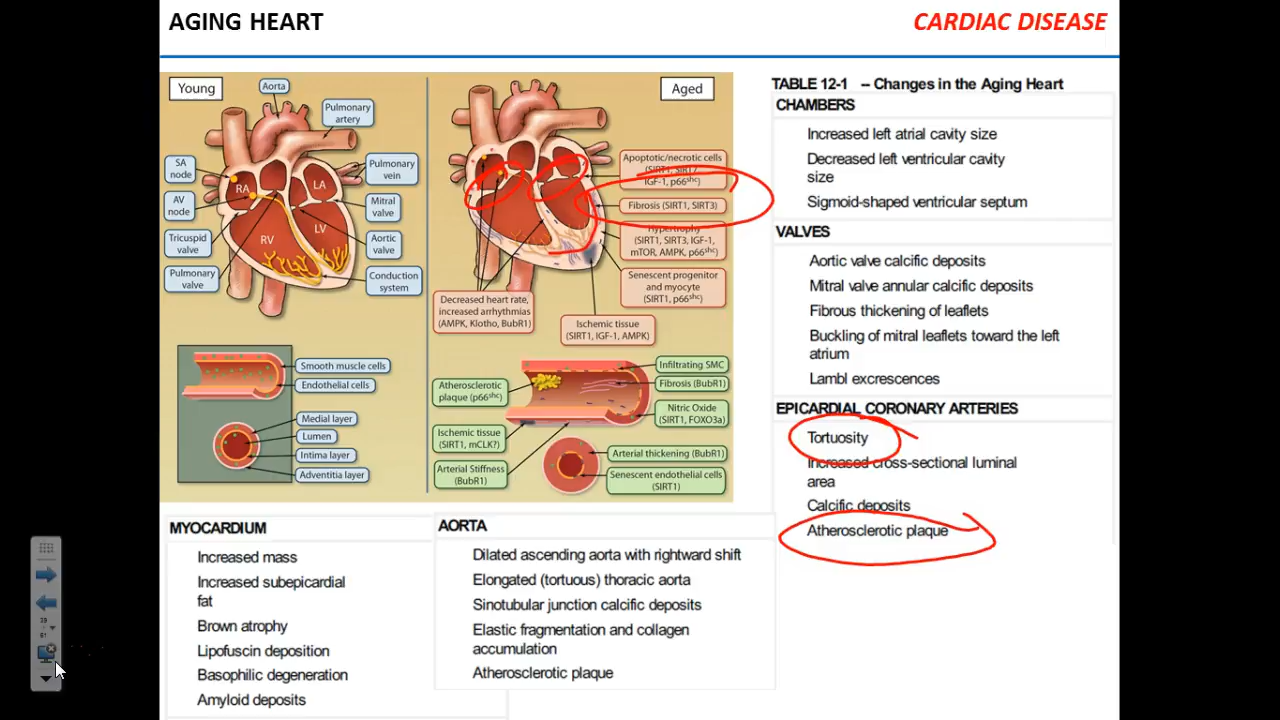 AGING HEART
CARDIAC DISEASE
Young
Aorta
Pulmonary
artery
SA
node
RA
LA
Pulmonary
vein
AV
node
Mitral
valve
Tricuspid
valve
RV
LV
Aortic
valve
Pulmonary
valve
Conduction
system
Smooth muscle cells
Endothelial cells
Medial layer
Lumen
Intima layer
Adventitia layer
Aged
Apoptotic/necrotic cells
(SIRT1, SIRT7,
IGF-1, p66shc)
Fibrosis (SIRT1, SIRT3)
Hypertrophy
(SIRT1, SIRT3, IGF-1,
mTOR, AMPK, p66shc)
Senescent progenitor
and myocyte
(SIRT1, p66shc)
Decreased heart rate,
increased arrhythmias
(AMPK, Klotho, BubR1)
Ischemic tissue
(SIRT1, IGF-1, AMPK)
Infiltrating SMC
Atherosclerotic
plaque (p66shc)
Fibrosis (BubR1)
Nitric Oxide
(SIRT1, FOXO3a)
Ischemic tissue
(SIRT1, mCLK?)
Arterial thickening (BubR1)
Arterial Stiffness
(BubR1)
Senescent endothelial cells
(SIRT1)
TABLE 12-1 -- Changes in the Aging Heart
CHAMBERS
Increased left atrial cavity size
Decreased left ventricular cavity
size
Sigmoid-shaped ventricular septum
VALVES
Aortic valve calcific deposits
Mitral valve annular calcific deposits
Fibrous thickening of leaflets
Buckling of mitral leaflets toward the left
atrium
Lambl excrescences
EPICARDIAL CORONARY ARTERIES
Tortuosity
Increased cross-sectional luminal
area
Calcific deposits
Atherosclerotic plaque
MYOCARDIUM
Increased mass
Increased subepicardial
fat
Brown atrophy
Lipofuscin deposition
Basophilic degeneration
Amyloid deposits
AORTA
Dilated ascending aorta with rightward shift
Elongated (tortuous) thoracic aorta
Sinotubular junction calcific deposits
Elastic fragmentation and collagen
accumulation
Atherosclerotic plaque